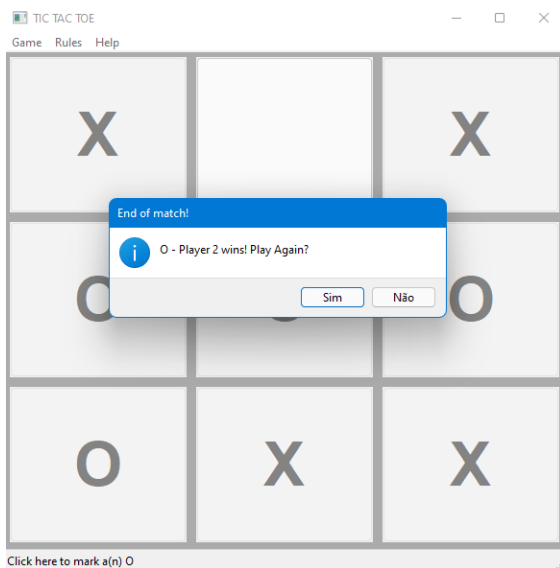 TIC TAC TOE
Game Rules Help
X X
End of match!
O - Player 2 wins! Play Again?
Sim Não
O O O
O X X
Click here to mark a(n) O